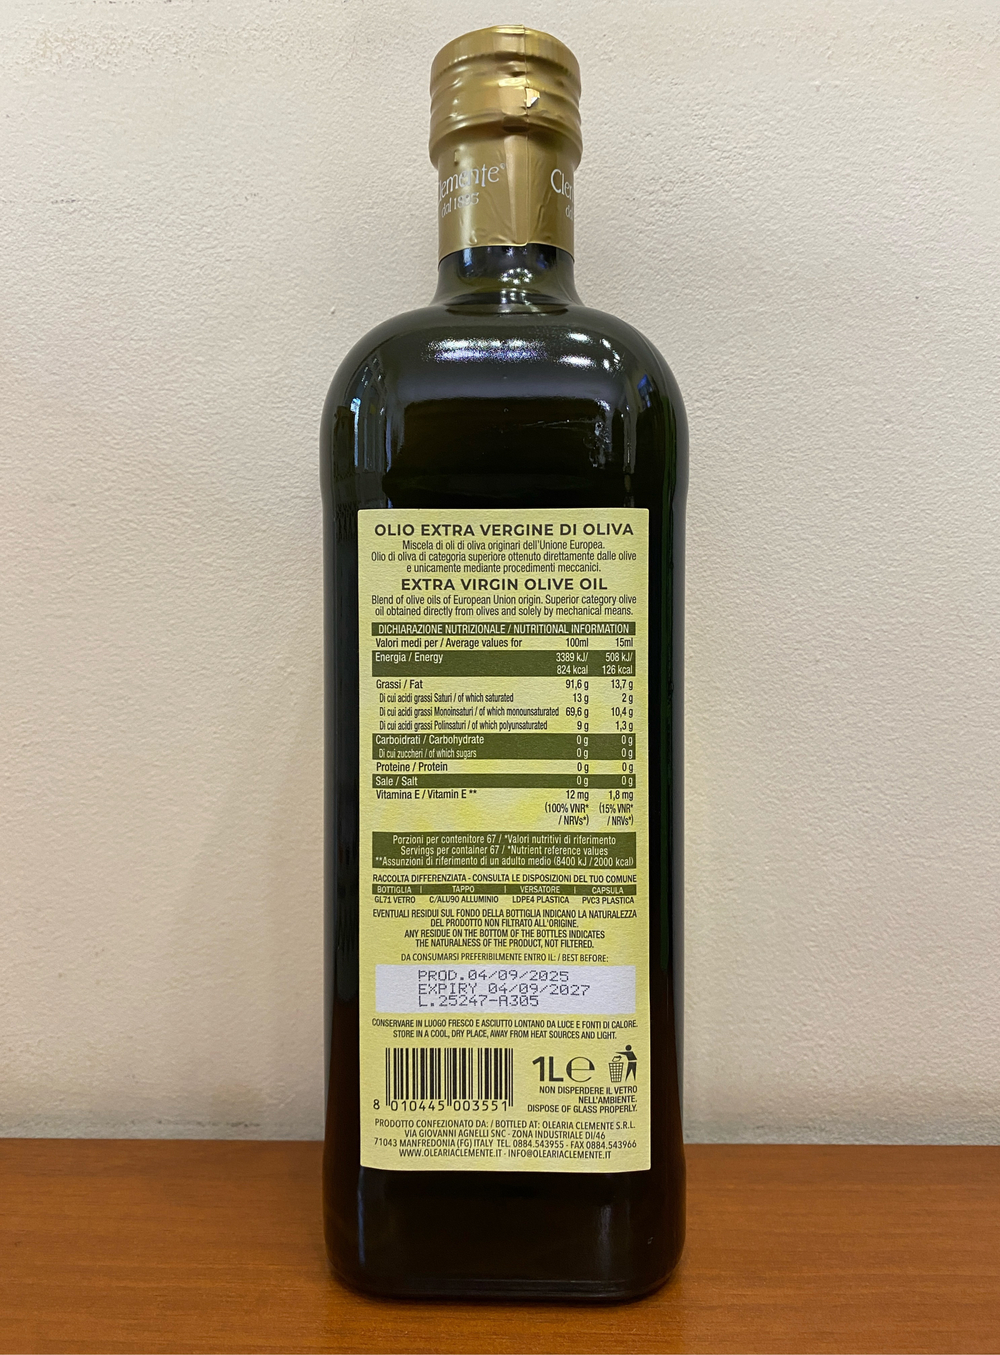 lemente®
dal 1895
Cle
OLIO EXTRA VERGINE DI OLIVA
Miscela di oli di oliva originari dell'Unione Europea.
Olio di oliva di categoria superiore ottenuto direttamente dalle olive
e unicamente mediante procedimenti meccanici.
EXTRA VIRGIN OLIVE OIL
Blend of olive oils of European Union origin. Superior category olive
oil obtained directly from olives and solely by mechanical means.
DICHIARAZIONE NUTRIZIONALE / NUTRITIONAL INFORMATION
Valori medi per / Average values for 100ml 15ml
Energia / Energy 3389 kJ/ 508 kJ/
824 kcal 126 kcal
Grassi / Fat 91,6 g 13,7 g
Di cui acidi grassi Saturi / of which saturated 13 g 2 g
Di cui acidi grassi Monoinsaturi / of which monounsaturated 69,6 g 10,4 g
Di cui acidi grassi Polinsaturi / of which polyunsaturated 9 g 1,3 g
Carboidrati / Carbohydrate 0 g 0 g
Di cui zuccheri / of which sugars 0 g 0 g
Proteine / Protein 0 g 0 g
Sale / Salt 0 g 0 g
Vitamina E / Vitamin E ** 12 mg 1,8 mg
(100% VNR* (15% VNR*
/ NRVs*) / NRVs*)
Porzioni per contenitore 67 / *Valori nutritivi di riferimento
Servings per container 67 / *Nutrient reference values
**Assunzioni di riferimento di un adulto medio (8400 kJ / 2000 kcal)
RACCOLTA DIFFERENZIATA - CONSULTA LE DISPOSIZIONI DEL TUO COMUNE
BOTTIGLIA | TAPPO | VERSATORE | CAPSULA
GL71 VETRO C/ALU90 ALLUMINIO LDPE4 PLASTICA PVC3 PLASTICA
EVENTUALI RESIDUI SUL FONDO DELLA BOTTIGLIA INDICANO LA NATURALEZZA
DEL PRODOTTO NON FILTRATO ALL'ORIGINE.
ANY RESIDUE ON THE BOTTOM OF THE BOTTLES INDICATES
THE NATURALNESS OF THE PRODUCT, NOT FILTERED.
DA CONSUMARSI PREFERIBILMENTE ENTRO IL: / BEST BEFORE:
PROD.04/09/2025
EXPIRY 04/09/2027
L.25247-A305
CONSERVARE IN LUOGO FRESCO E ASCIUTTO LONTANO DA LUCE E FONTI DI CALORE.
STORE IN A COOL, DRY PLACE, AWAY FROM HEAT SOURCES AND LIGHT.
1L℮
NON DISPERDERE IL VETRO
NELL'AMBIENTE.
DISPOSE OF GLASS PROPERLY.
8 010445 003551
PRODOTTO CONFEZIONATO DA: / BOTTLED AT: OLEARIA CLEMENTE S.R.L.
VIA GIOVANNI AGNELLI SNC - ZONA INDUSTRIALE DI/46
71043 MANFREDONIA (FG) ITALY TEL. 0884.543955 - FAX 0884.543966
WWW.OLEARIACLEMENTE.IT - INFO@OLEARIACLEMENTE.IT